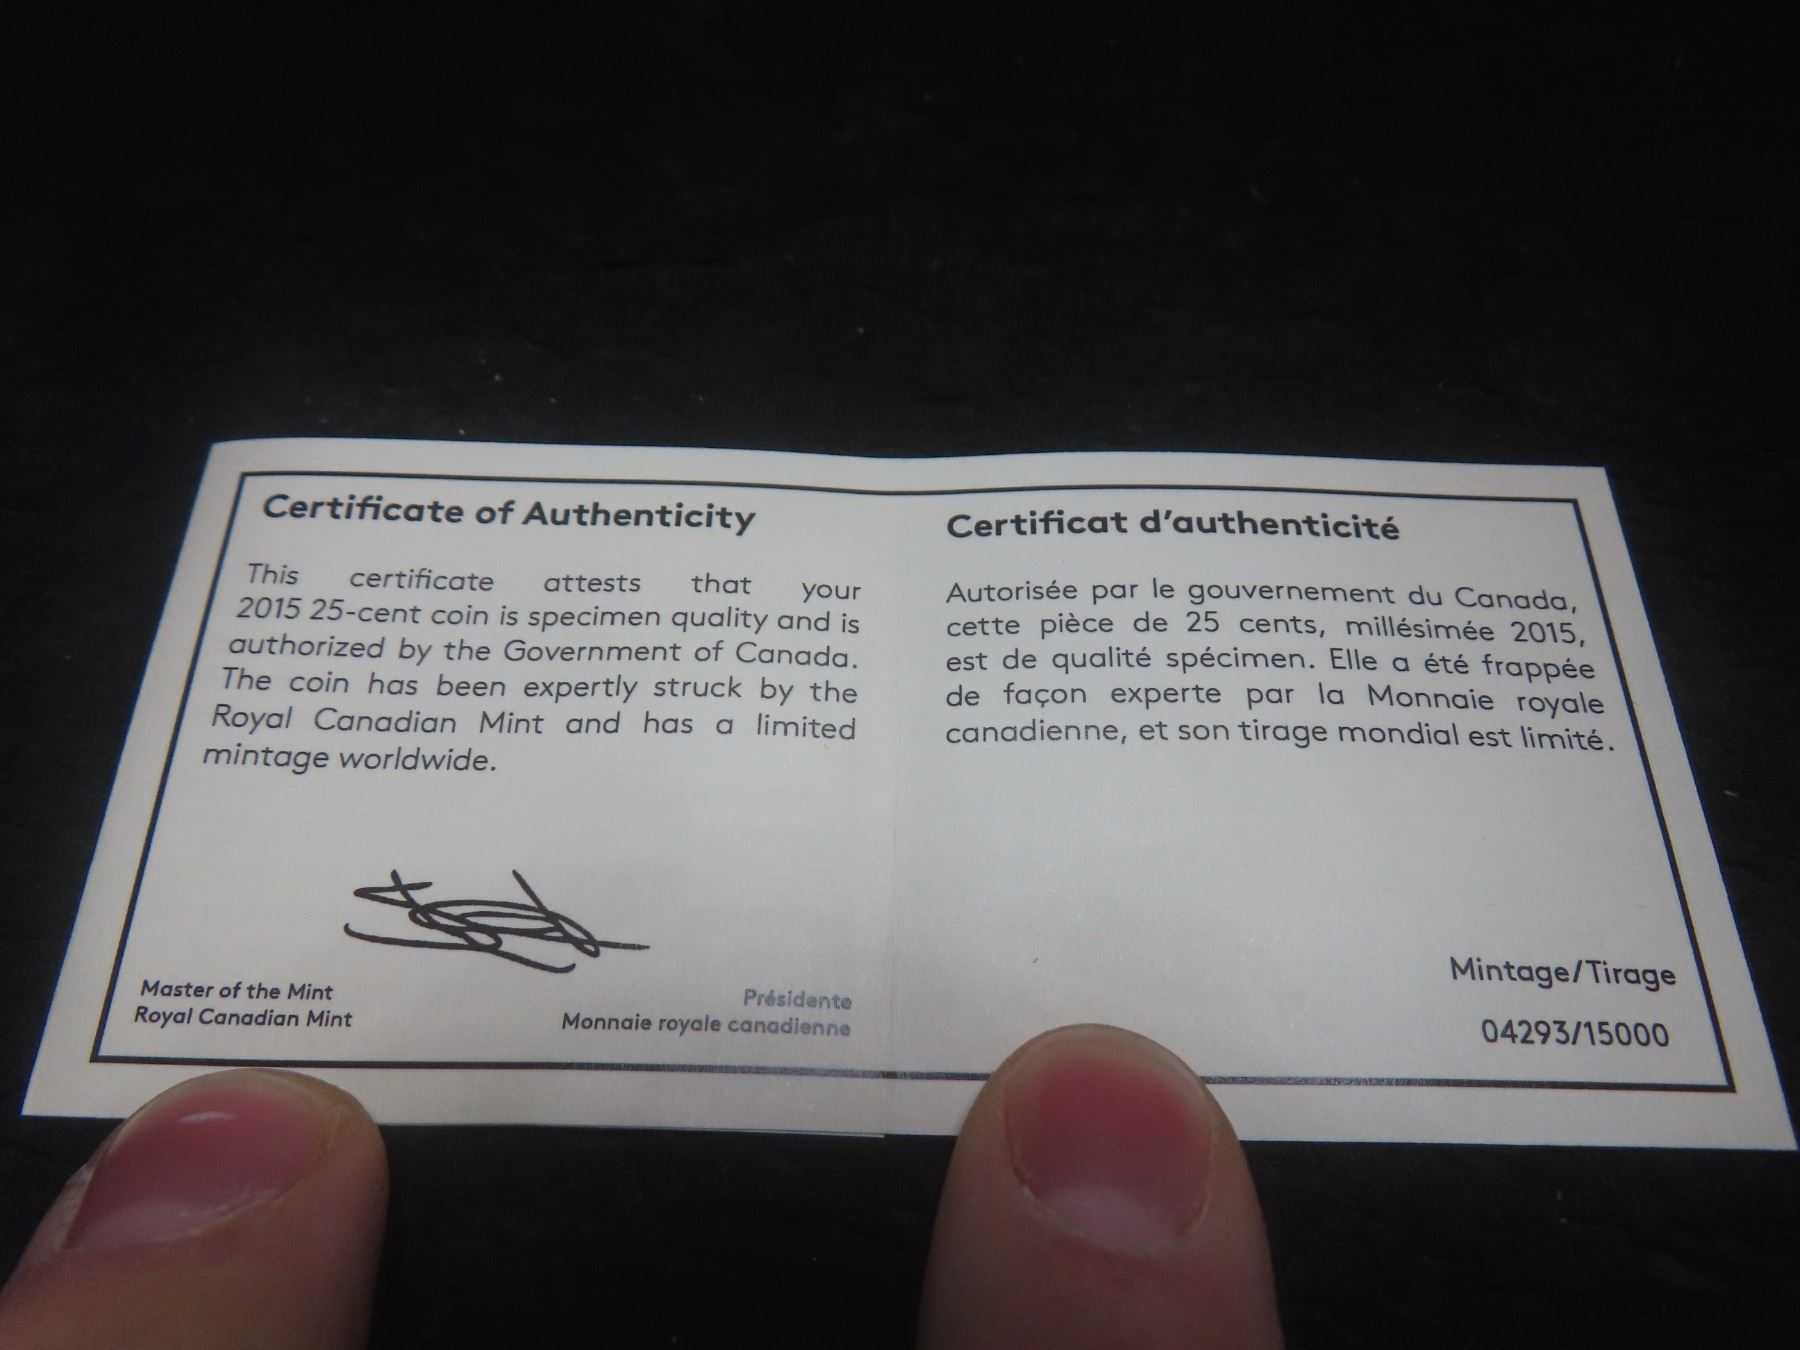 Certificate of Authenticity
This certificate attests that your
2015 25-cent coin is specimen quality and is
authorized by the Government of Canada.
The coin has been expertly struck by the
Royal Canadian Mint and has a limited
mintage worldwide.
Master of the Mint
Royal Canadian Mint
Présidente
Monnaie royale canadienne
Certificat d'authenticité
Autorisée par le gouvernement du Canada,
cette pièce de 25 cents, millésimée 2015,
est de qualité spécimen. Elle a été frappée
de façon experte par la Monnaie royale
canadienne, et son tirage mondial est limité.
Mintage/Tirage
04293/15000